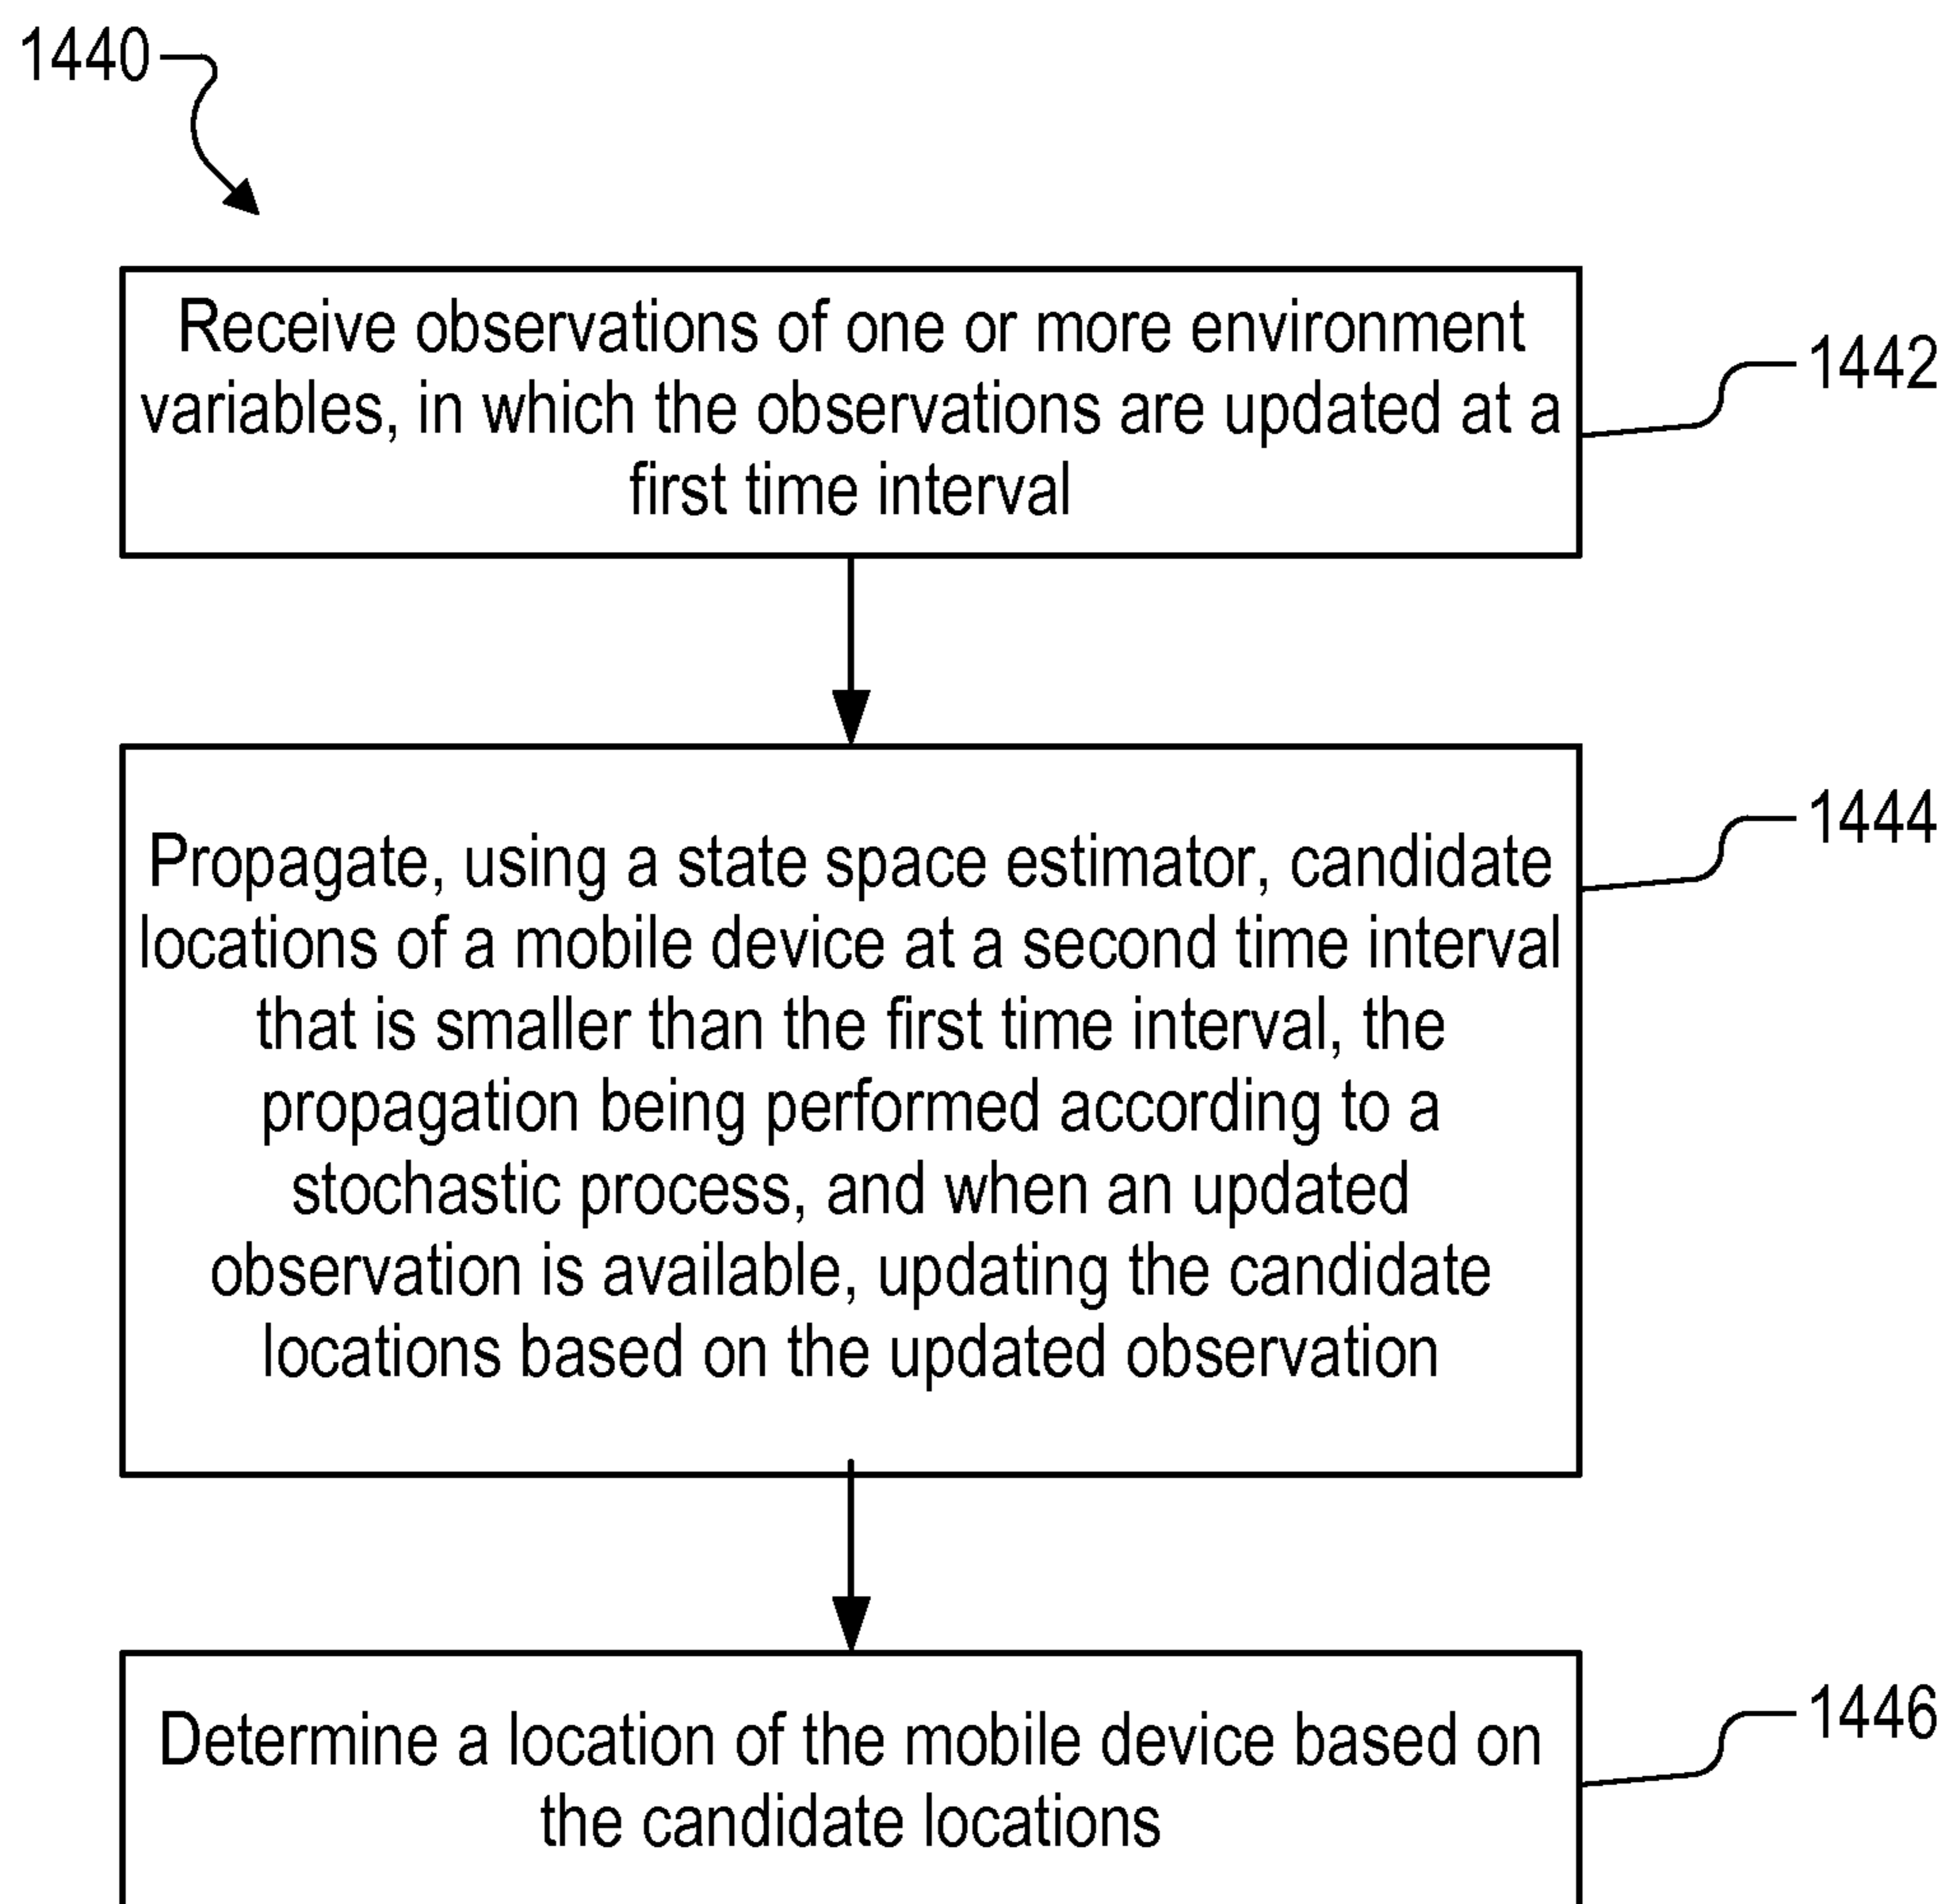 1440
Receive observations of one or more environment
variables, in which the observations are updated at a
first time interval
1442
Propagate, using a state space estimator, candidate
locations of a mobile device at a second time interval
that is smaller than the first time interval, the
propagation being performed according to a
stochastic process, and when an updated
observation is available, updating the candidate
locations based on the updated observation
1444
Determine a location of the mobile device based on
the candidate locations
1446